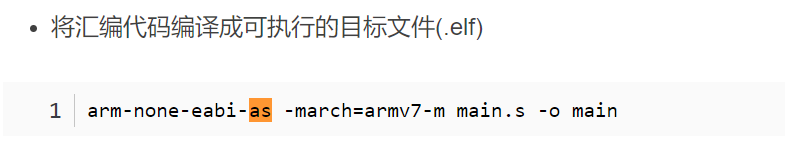 将汇编代码编译成可执行的目标文件(.elf)
1 arm-none-eabi-as -march=armv7-m main.s -o main